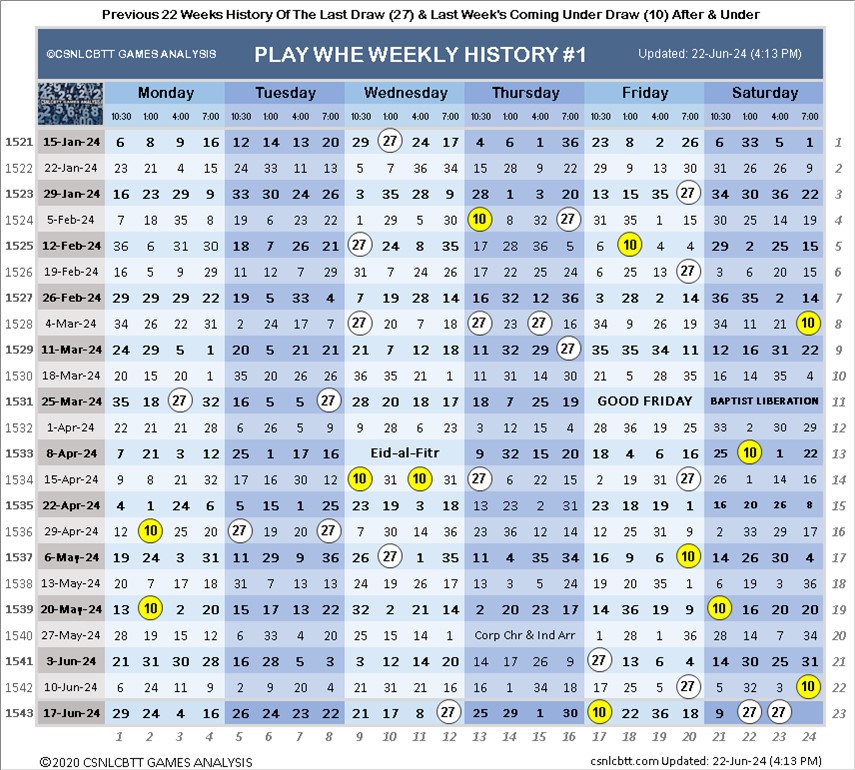 Previous 22 Weeks History Of The Last Draw (27) & Last Week's Coming Under Draw (10) After & Under
©CSNLCBTT GAMES ANALYSIS PLAY WHE WEEKLY HISTORY #1 Updated: 22-Jun-24 (4:13 PM)
Monday Tuesday Wednesday Thursday Friday Saturday
10:30 1:00 4:00 7:00 10:30 1:00 4:00 7:00 10:30 1:00 4:00 7:00 10:30 1:00 4:00 7:00 10:30 1:00 4:00 7:00 10:30 1:00 4:00 7:00
1521 15-Jan-24 6 8 9 16 12 14 13 20 29 27 24 17 4 6 1 36 23 8 2 26 6 33 5 1 1
1522 22-Jan-24 23 21 4 15 24 33 11 13 5 7 36 34 15 28 9 22 29 9 13 30 31 26 26 9 2
1523 29-Jan-24 16 23 29 9 33 30 24 26 3 35 28 9 28 1 3 20 13 15 35 27 34 30 36 22 3
1524 5-Feb-24 7 18 35 8 19 6 23 22 1 29 5 30 10 8 32 27 31 35 1 15 30 25 14 19 4
1525 12-Feb-24 36 6 31 30 18 7 26 21 27 24 8 35 17 28 36 5 6 10 4 4 29 2 25 15 5
1526 19-Feb-24 16 5 9 29 11 12 7 29 31 7 24 26 17 22 25 24 6 25 13 27 3 6 20 15 6
1527 26-Feb-24 29 29 29 22 19 5 33 4 7 19 28 14 16 32 12 36 3 28 2 14 36 35 2 14 7
1528 4-Mar-24 34 26 22 31 2 24 17 7 27 20 7 18 27 23 27 16 34 9 26 19 34 11 21 10 8
1529 11-Mar-24 24 29 5 1 20 5 21 21 21 7 12 18 11 32 29 27 35 35 34 11 12 16 31 22 9
1530 18-Mar-24 20 15 20 1 35 20 26 26 36 35 21 1 11 31 14 30 21 5 28 35 16 14 35 4 10
1531 25-Mar-24 35 18 27 32 16 5 5 27 28 20 18 17 18 7 25 19 GOOD FRIDAY BAPTIST LIBERATION 11
1532 1-Apr-24 22 21 21 28 6 26 5 9 9 28 6 23 3 12 15 4 28 36 19 25 33 2 30 29 12
1533 8-Apr-24 7 21 3 12 25 1 17 16 Eid-al-Fitr 9 32 15 20 18 4 6 16 25 10 1 22 13
1534 15-Apr-24 9 8 4 21 17 16 30 12 10 31 10 31 27 13 6 15 2 19 31 27 26 1 14 16 14
1535 22-Apr-24 4 1 24 6 5 15 1 25 23 19 3 18 13 23 2 31 23 18 19 1 16 20 26 8 15
1536 29-Apr-24 12 10 25 20 27 19 20 27 7 30 14 36 23 36 12 14 12 25 31 9 2 33 29 17 16
1537 6-May-24 19 24 3 31 11 29 9 36 26 27 1 35 11 4 35 34 16 9 6 10 14 26 30 4 17
1538 13-May-24 20 7 17 18 31 7 13 13 24 19 26 17 13 3 5 24 19 20 35 1 6 19 3 36 18
1539 20-May-24 13 10 2 20 15 17 13 22 32 2 21 14 2 20 23 17 14 36 19 9 10 16 20 20 19
1540 27-May-24 28 19 15 12 6 33 4 20 25 15 14 1 Corp Chr & Ind Arr 1 28 1 36 28 14 7 34 20
1541 3-Jun-24 21 31 30 28 16 28 5 3 3 12 14 20 14 17 26 9 27 13 6 4 14 30 25 31 21
1542 10-Jun-24 6 24 11 9 2 9 20 4 21 31 21 16 16 1 34 18 17 25 5 27 5 32 3 10 22
1543 17-Jun-24 29 24 4 16 26 24 23 22 21 17 8 27 25 29 1 30 10 22 36 18 9 27 27 23
1 2 3 4 5 6 7 8 9 10 11 12 13 14 15 16 17 18 19 20 21 22 23 24
©2020 CSNLCBTT GAMES ANALYSIS csnlcbtt.com Updated: 22-Jun-24 (4:13 PM)